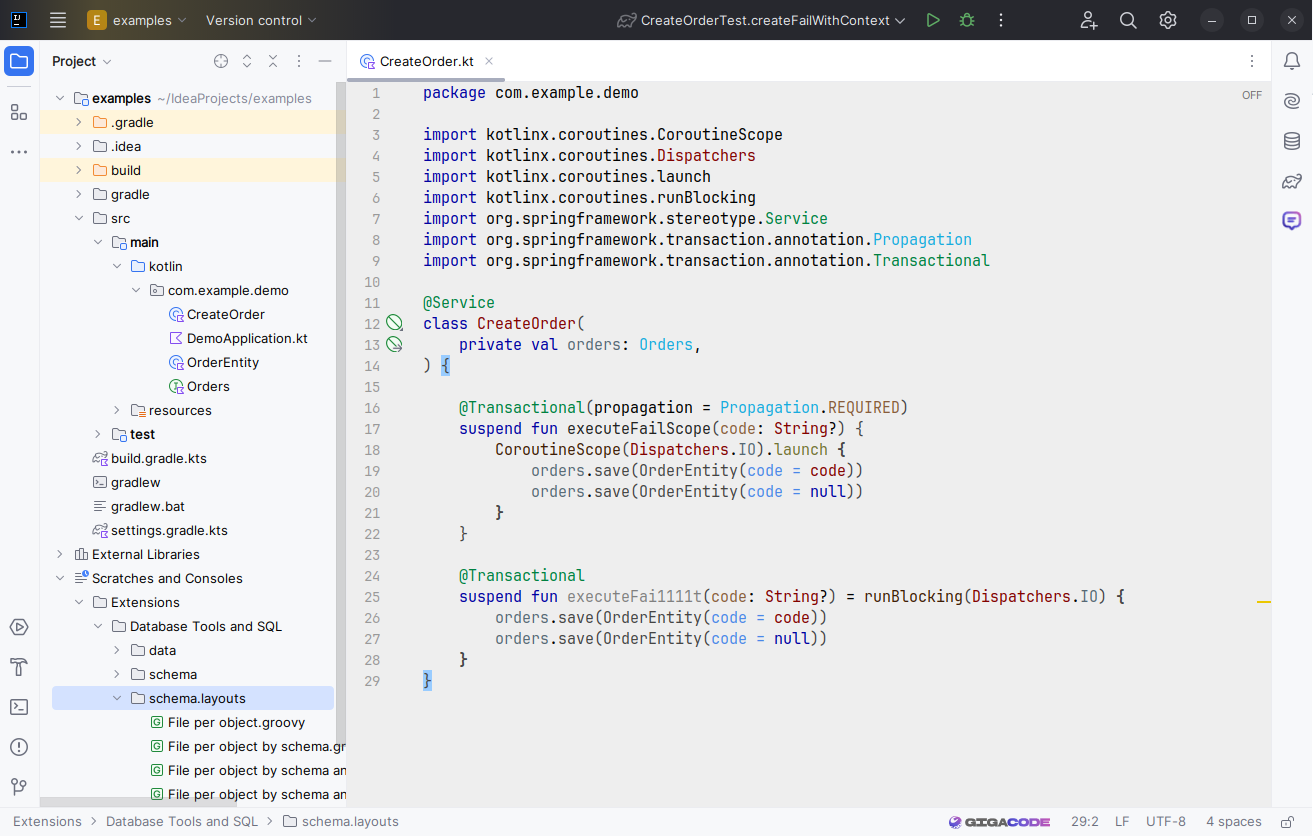 E examples Version control CreateOrderTest.createFailWithContext
Project
CreateOrder.kt
examples ~/IdeaProjects/examples
.gradle
.idea
build
gradle
src
main
kotlin
com.example.demo
CreateOrder
DemoApplication.kt
OrderEntity
Orders
resources
test
build.gradle.kts
gradlew
gradlew.bat
settings.gradle.kts
External Libraries
Scratches and Consoles
Extensions
Database Tools and SQL
data
schema
schema.layouts
File per object.groovy
File per object by schema.gr
File per object by schema an
File per object by schema an
OFF
1 package com.example.demo
2
3 import kotlinx.coroutines.CoroutineScope
4 import kotlinx.coroutines.Dispatchers
5 import kotlinx.coroutines.launch
6 import kotlinx.coroutines.runBlocking
7 import org.springframework.stereotype.Service
8 import org.springframework.transaction.annotation.Propagation
9 import org.springframework.transaction.annotation.Transactional
10
11 @Service
12 class CreateOrder(
13 private val orders: Orders,
14 ) {
15
16 @Transactional(propagation = Propagation.REQUIRED)
17 suspend fun executeFailScope(code: String?) {
18 CoroutineScope(Dispatchers.IO).launch {
19 orders.save(OrderEntity(code = code))
20 orders.save(OrderEntity(code = null))
21 }
22 }
23
24 @Transactional
25 suspend fun executeFai1111t(code: String?) = runBlocking(Dispatchers.IO) {
26 orders.save(OrderEntity(code = code))
27 orders.save(OrderEntity(code = null))
28 }
29 }
Extensions > Database Tools and SQL > schema.layouts
GIGACODE 29:2 LF UTF-8 4 spaces